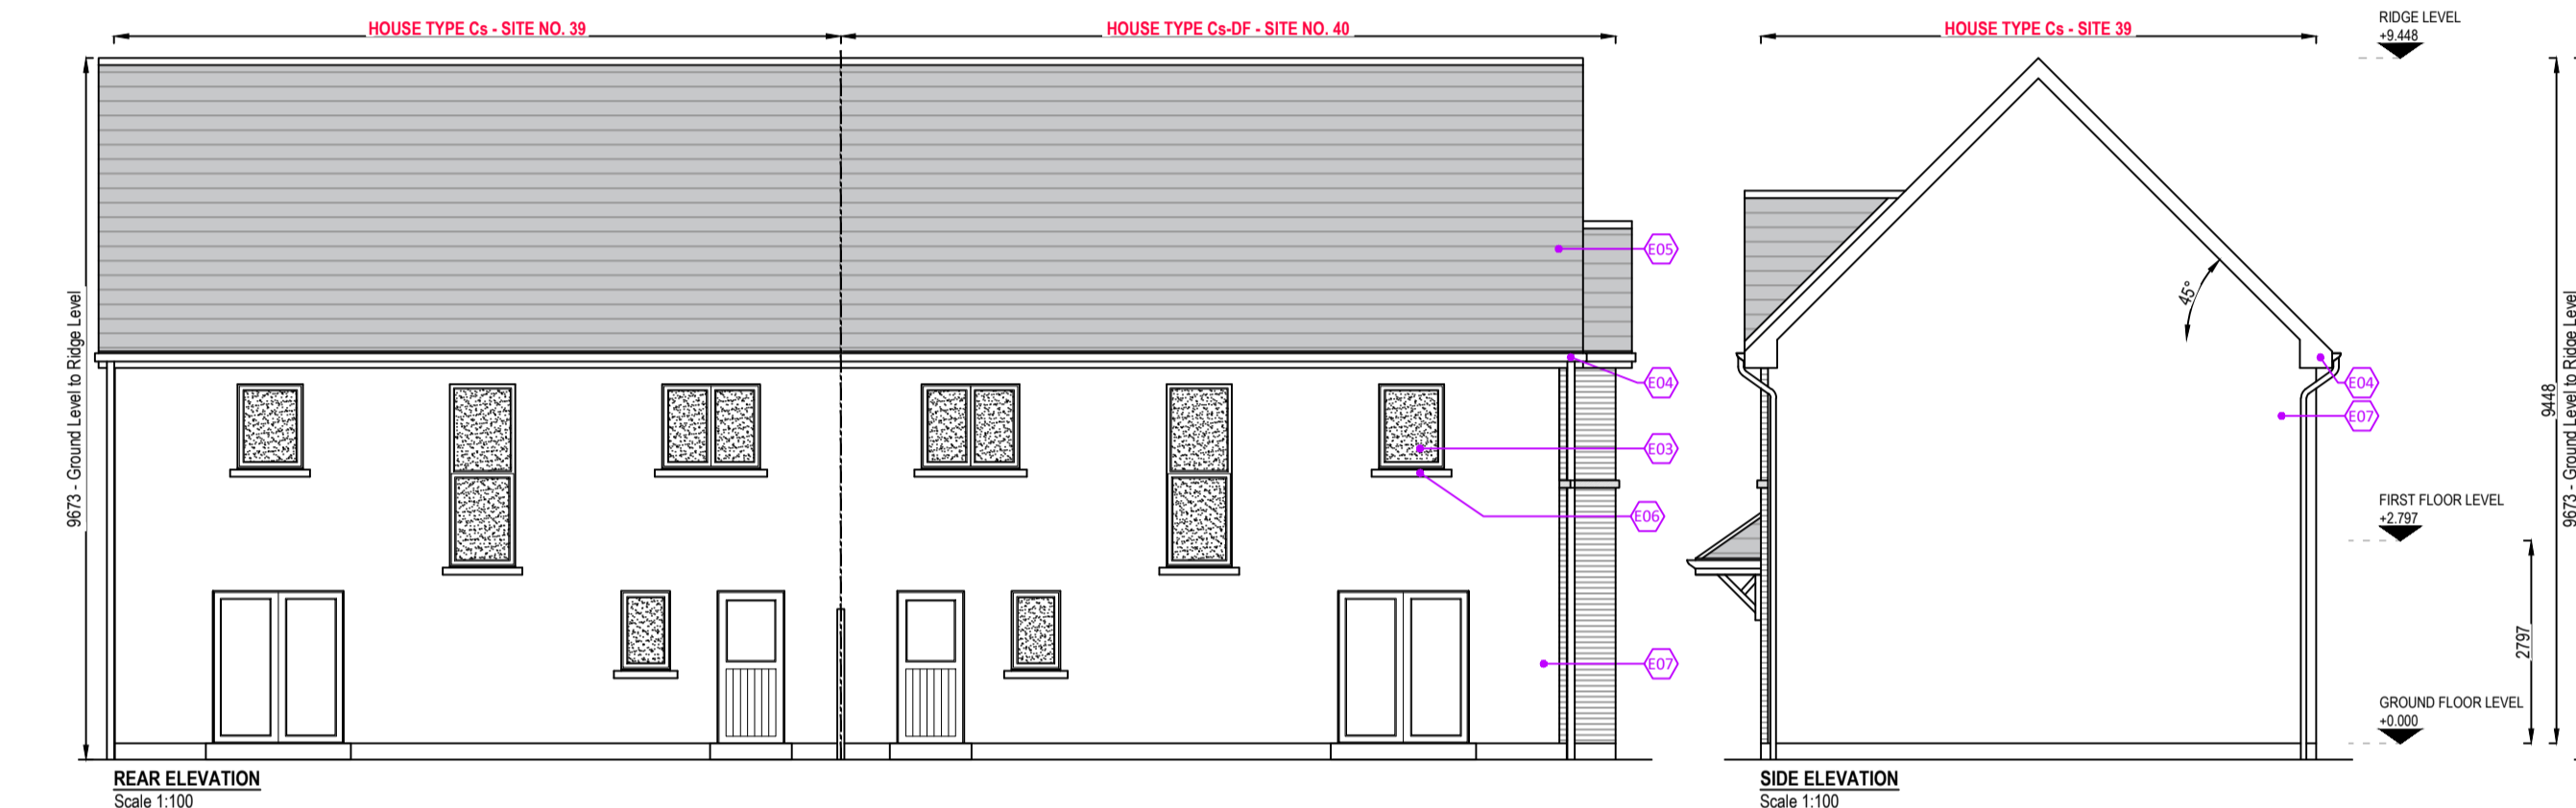 HOUSE TYPE Cs - SITE NO. 39
HOUSE TYPE Cs-DF - SITE NO. 40
9673 - Ground Level to Ridge Level
E05
E04
E03
E06
E07
REAR ELEVATION
Scale 1:100
HOUSE TYPE Cs - SITE 39
45°
E04
E07
SIDE ELEVATION
Scale 1:100
RIDGE LEVEL
+9.448
FIRST FLOOR LEVEL
+2.797
GROUND FLOOR LEVEL
+0.000
2797
9448
9673 - Ground Level to Ridge Level